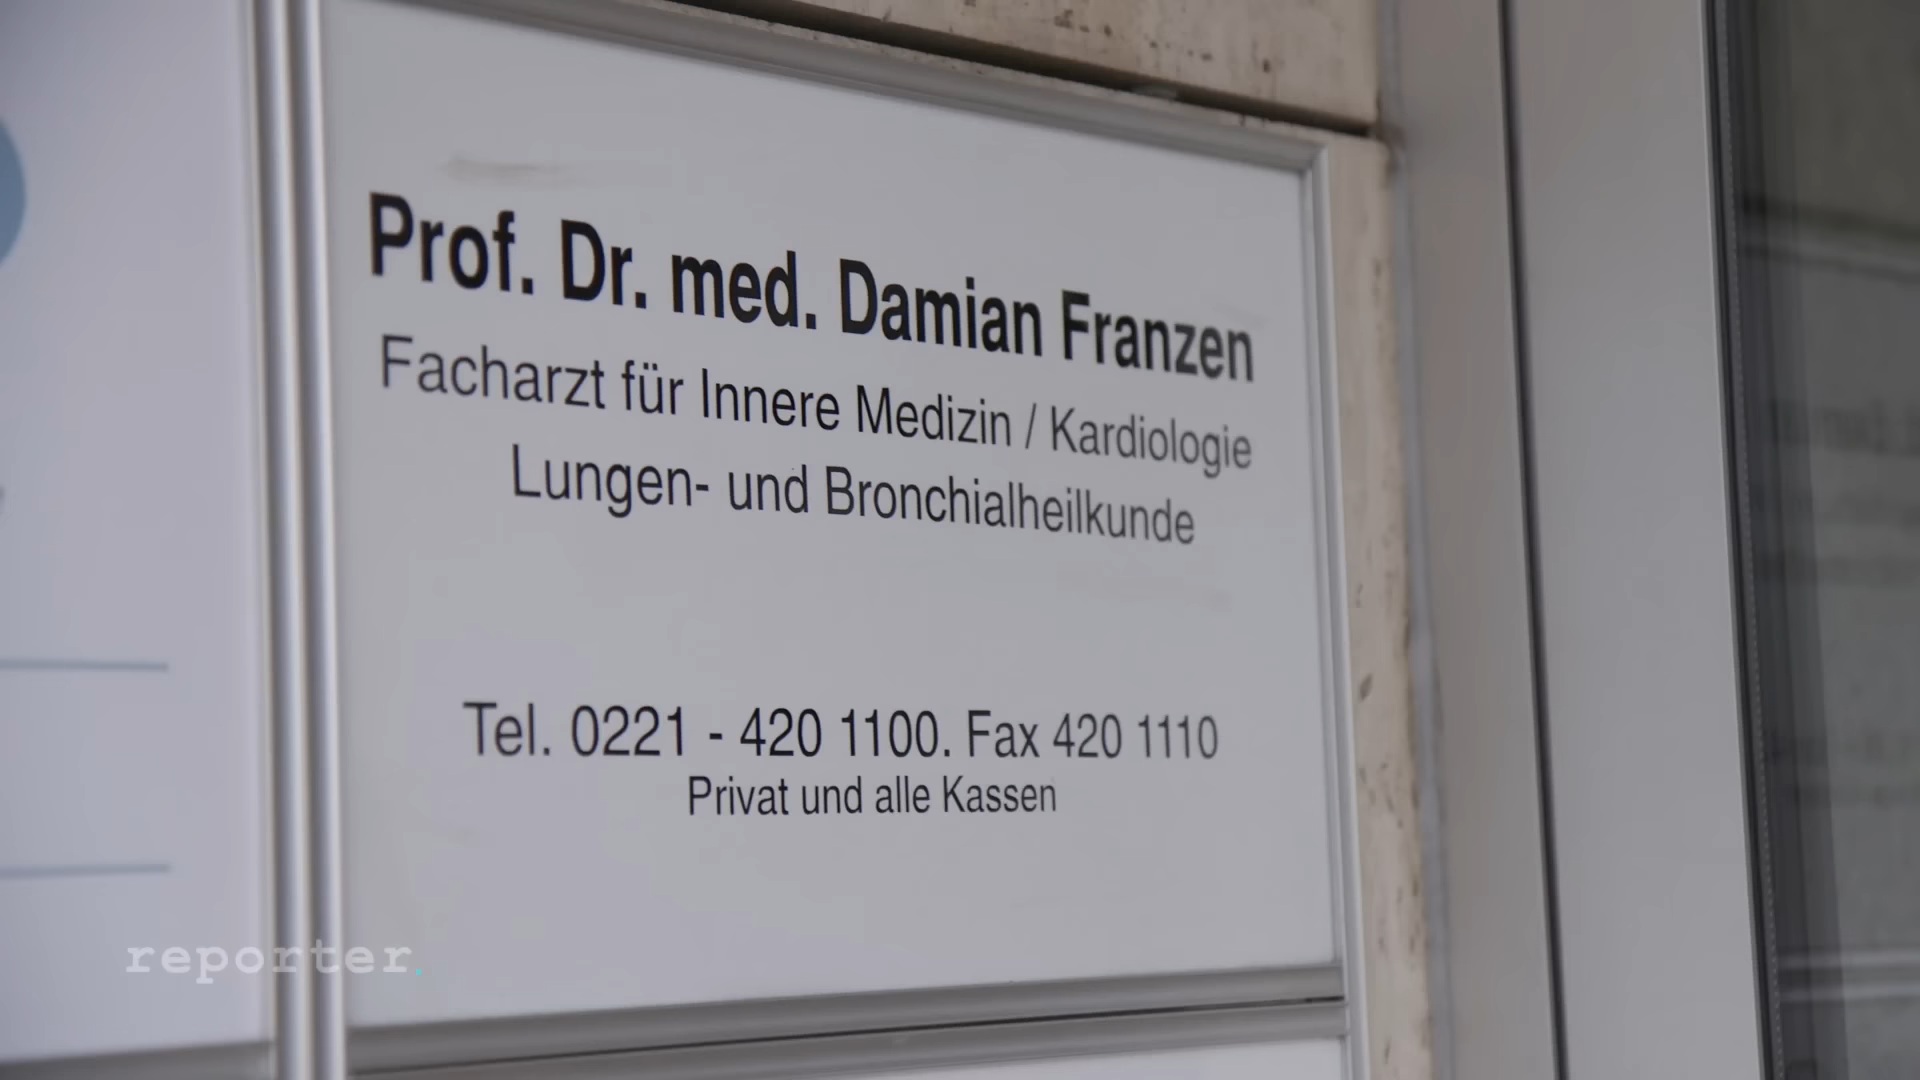 Prof. Dr. med. Damian Franzen
Facharzt für Innere Medizin / Kardiologie
Lungen- und Bronchialheilkunde
Tel. 0221 - 420 1100. Fax 420 1110
Privat und alle Kassen
reporter.